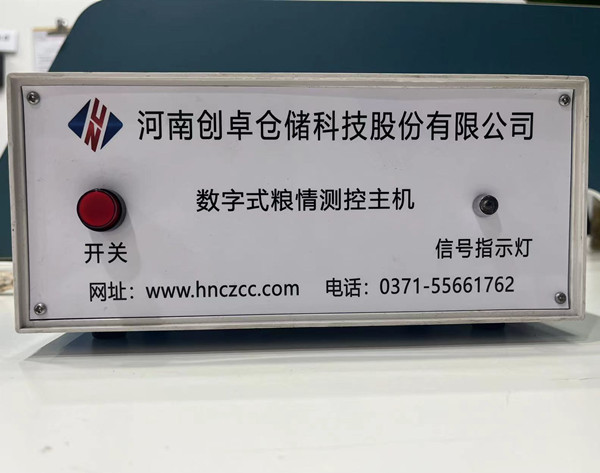 河南创卓仓储科技股份有限公司
数字式粮情测控主机
开关
信号指示灯
网址：www.hnczcc.com 电话：0371-55661762